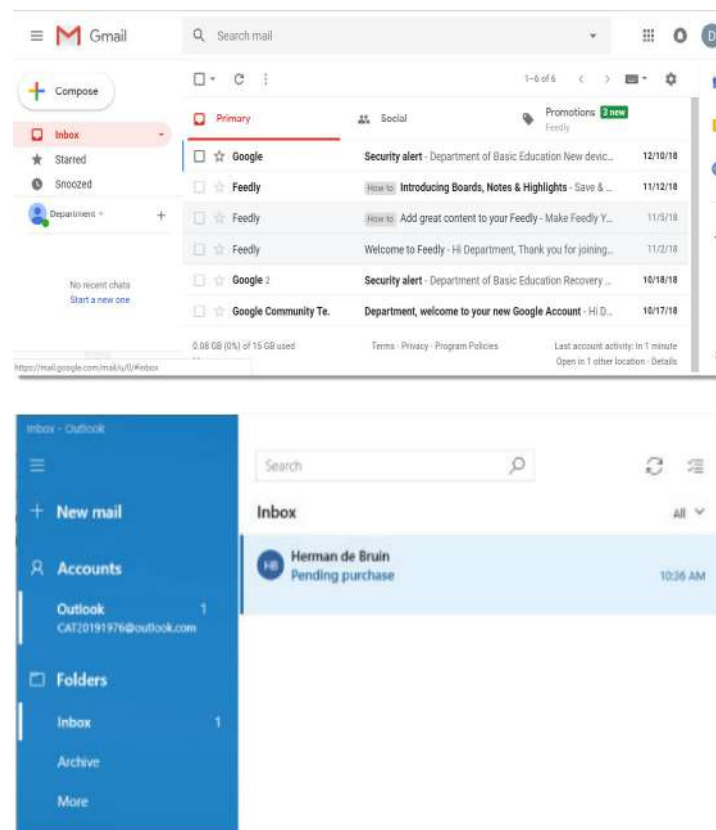 Gmail
Search mail
Compose
1–6 of 6
Primary
Social
Promotions 3 new
Feedly
Inbox
Starred
Snoozed
Department
No recent chats
Start a new one
Google Security alert - Department of Basic Education New devic... 12/10/18
Feedly How to Introducing Boards, Notes & Highlights - Save & ... 11/12/18
Feedly How to Add great content to your Feedly - Make Feedly Y... 11/5/18
Feedly Welcome to Feedly - Hi Department, Thank you for joining... 11/2/18
Google 2 Security alert - Department of Basic Education Recovery ... 10/18/18
Google Community Te. Department, welcome to your new Google Account - Hi D... 10/17/18
0.08 GB (0%) of 15 GB used
Terms - Privacy - Program Policies
Last account activity: in 1 minute
Open in 1 other location - Details
https://mail.google.com/mail/u/0/#inbox
Inbox - Outlook
Search
New mail
Inbox
All
Accounts
HB Herman de Bruin
Pending purchase 10:36 AM
Outlook 1
CAT20191976@outlook.com
Folders
Inbox 1
Archive
More